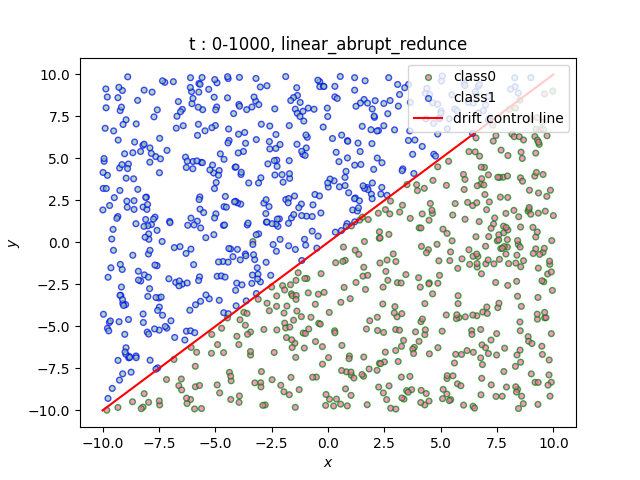 t : 0-1000, linear_abrupt_redunce
class0
class1
drift control line
10.0
7.5
5.0
2.5
0.0
−2.5
−5.0
−7.5
−10.0
y
−10.0 −7.5 −5.0 −2.5 0.0 2.5 5.0 7.5 10.0
x